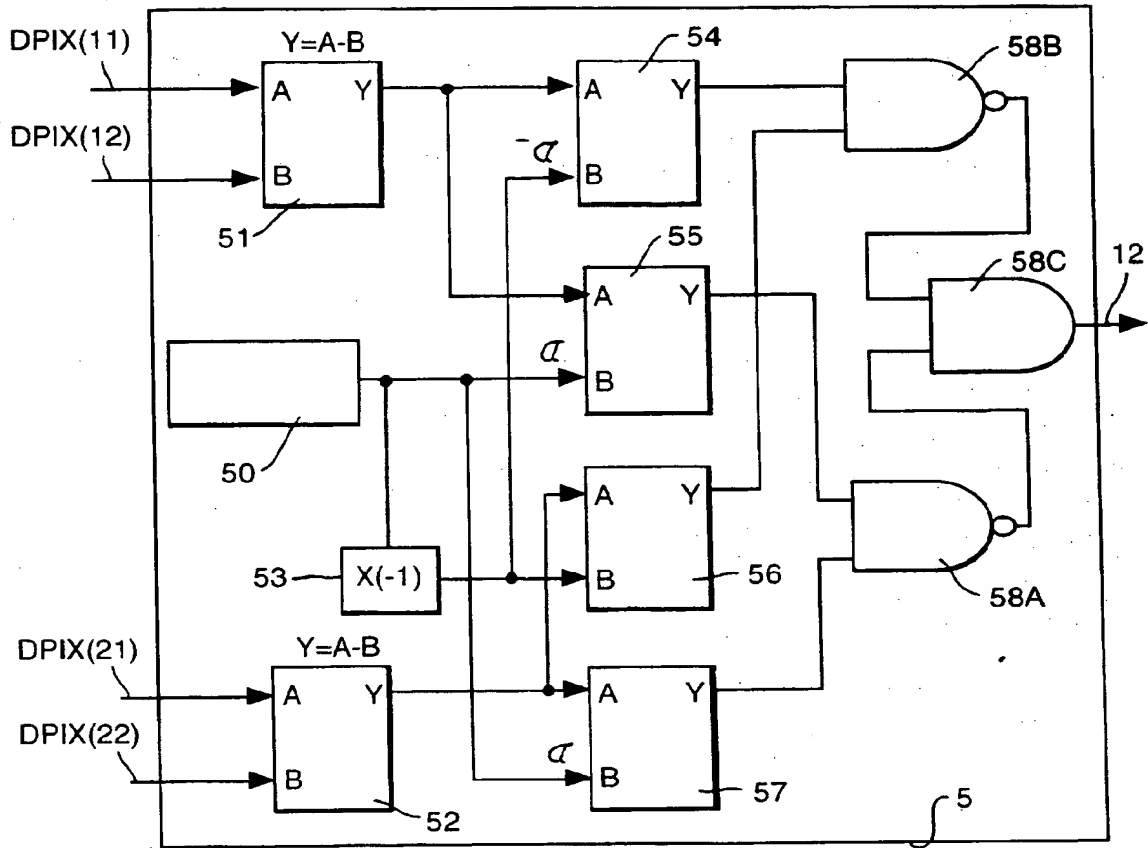 DPIX(11)
Y=A-B
54
58B
A Y
A Y
DPIX(12)
B
B
51
55
58C
12
A Y
B
50
A Y
53
X(-1)
B
56
58A
DPIX(21)
Y=A-B
A Y
A Y
DPIX(22)
B
B
52
57
5